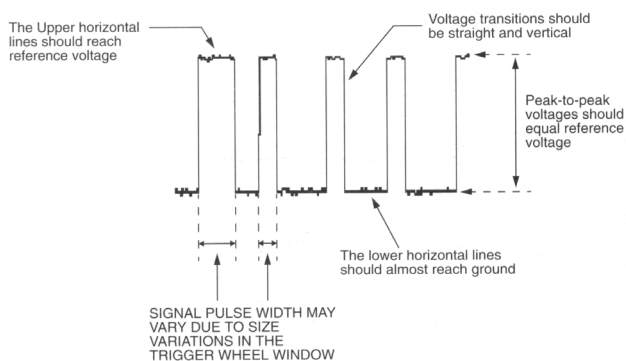 The Upper horizontal
lines should reach
reference voltage
Voltage transitions should
be straight and vertical
Peak-to-peak
voltages should
equal reference
voltage
The lower horizontal lines
should almost reach ground
SIGNAL PULSE WIDTH MAY
VARY DUE TO SIZE
VARIATIONS IN THE
TRIGGER WHEEL WINDOW